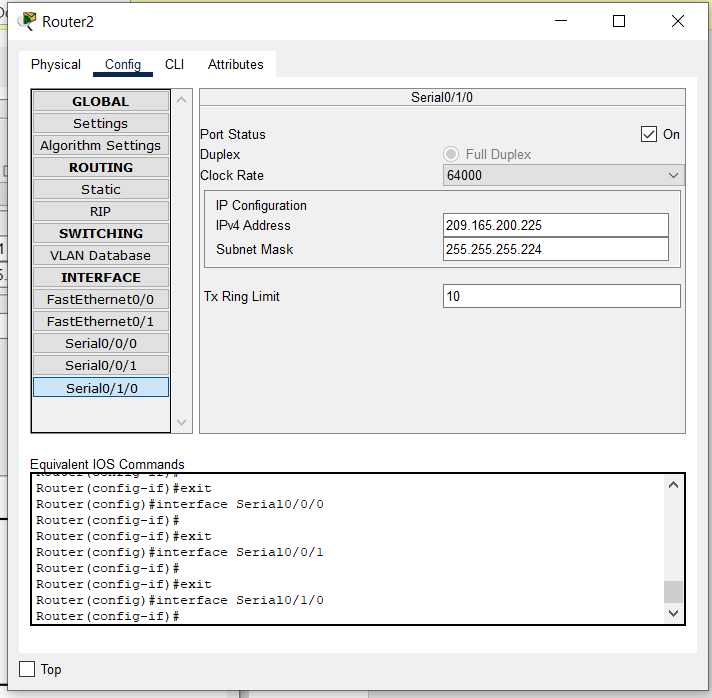 Router2
Physical Config CLI Attributes
GLOBAL
Settings
Algorithm Settings
ROUTING
Static
RIP
SWITCHING
VLAN Database
INTERFACE
FastEthernet0/0
FastEthernet0/1
Serial0/0/0
Serial0/0/1
Serial0/1/0
Serial0/1/0
Port Status On
Duplex Full Duplex
Clock Rate 64000
IP Configuration
IPv4 Address 209.165.200.225
Subnet Mask 255.255.255.224
Tx Ring Limit 10
Equivalent IOS Commands
Router(config-if)#
Router(config-if)#exit
Router(config)#interface Serial0/0/0
Router(config-if)#
Router(config-if)#exit
Router(config)#interface Serial0/0/1
Router(config-if)#
Router(config-if)#exit
Router(config)#interface Serial0/1/0
Router(config-if)#
Top